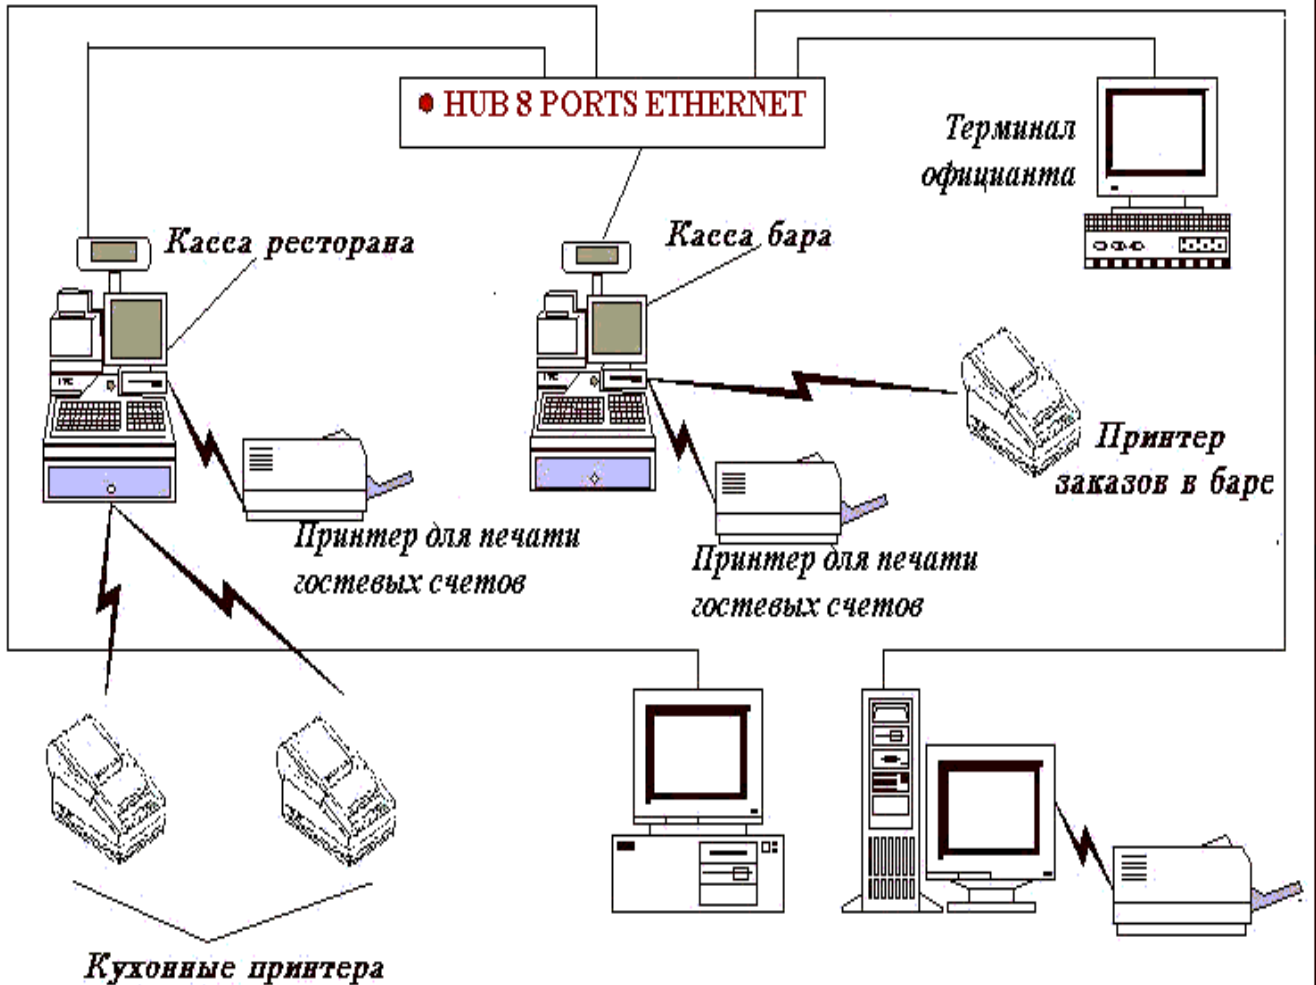 HUB 8 PORTS ETHERNET
Терминал
официанта
Касса ресторана
Касса бара
Принтер
заказов в баре
Принтер для печати
гостевых счетов
Принтер для печати
гостевых счетов
Кухонные принтера